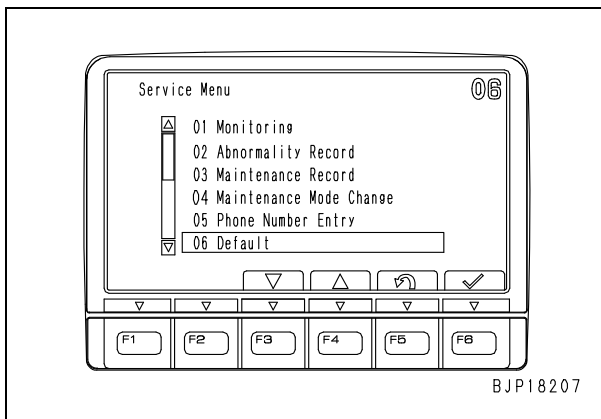 Service Menu 06
01 Monitoring
02 Abnormality Record
03 Maintenance Record
04 Maintenance Mode Change
05 Phone Number Entry
06 Default
F1 F2 F3 F4 F5 F6
BJP18207